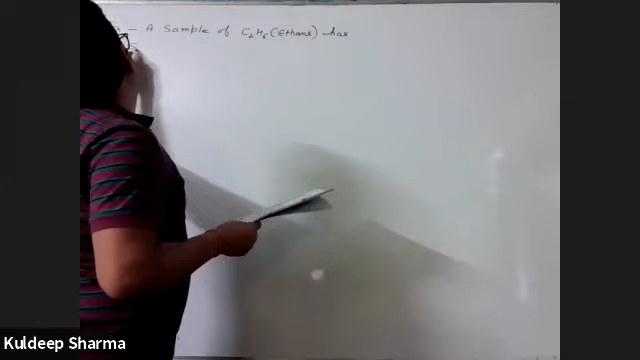 – A Sample of C₂H₆ (Ethane) has
Kuldeep Sharma